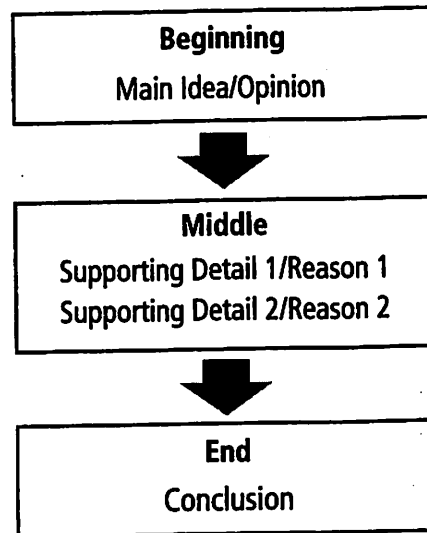 Beginning
Main Idea/Opinion
Middle
Supporting Detail 1/Reason 1
Supporting Detail 2/Reason 2
End
Conclusion